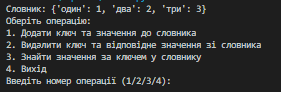 Словник: {'один': 1, 'два': 2, 'три': 3}
Оберіть операцію:
1. Додати ключ та значення до словника
2. Видалити ключ та відповідне значення зі словника
3. Знайти значення за ключем у словнику
4. Вихід
Введіть номер операції (1/2/3/4):